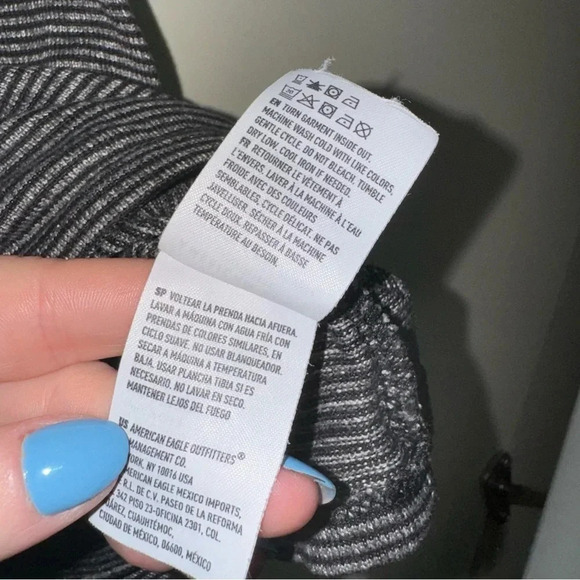 EN TURN GARMENT INSIDE OUT.
MACHINE WASH COLD WITH LIKE COLORS,
GENTLE CYCLE. DO NOT BLEACH. TUMBLE
DRY LOW. COOL IRON IF NEEDED.
FR RETOURNER LE VÊTEMENT À
L'ENVERS. LAVER À LA MACHINE À L'EAU
FROIDE AVEC DES COULEURS
SEMBLABLES, CYCLE DÉLICAT. NE PAS
JAVELLISER. SÉCHER À LA MACHINE
CYCLE DOUX. REPASSER À BASSE
TEMPÉRATURE AU BESOIN.
SP VOLTEAR LA PRENDA HACIA AFUERA.
LAVAR A MÁQUINA CON AGUA FRÍA CON
PRENDAS DE COLORES SIMILARES, EN
CICLO SUAVE. NO USAR BLANQUEADOR.
SECAR A MÁQUINA A TEMPERATURA
BAJA. USAR PLANCHA TIBIA SI ES
NECESARIO. NO LAVAR EN SECO.
MANTENER LEJOS DEL FUEGO
US AMERICAN EAGLE OUTFITTERS®
MANAGEMENT CO.
YORK, NY 10016 USA
AMERICAN EAGLE MEXICO IMPORTS,
.R.L. DE C.V. PASEO DE LA REFORMA
342 PISO 23-OFICINA 2301, COL.
JUÁREZ, CUAUHTÉMOC,
CIUDAD DE MÉXICO, 06600, MÉXICO